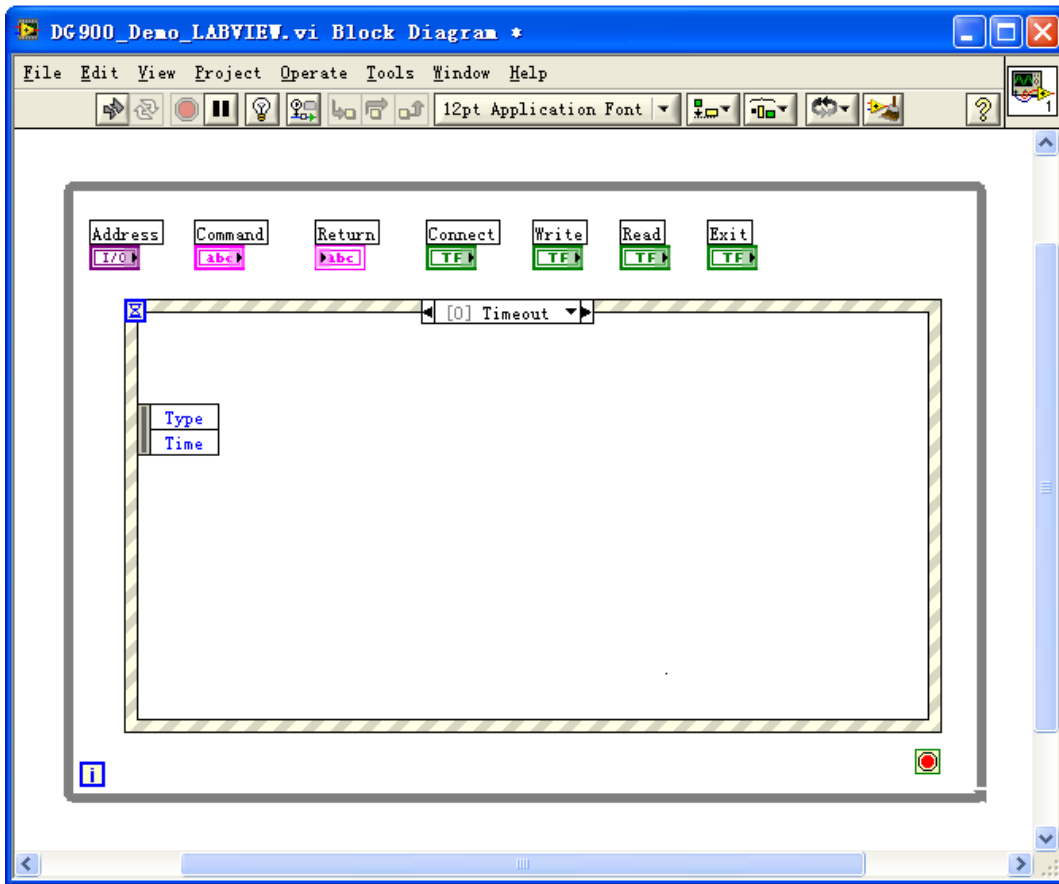 DG900_Demo_LABVIEW.vi Block Diagram *
File Edit View Project Operate Tools Window Help
12pt Application Font
1
Address Command Return Connect Write Read Exit
I/O abc abc TF TF TF TF
[0] Timeout
Type
Time
i